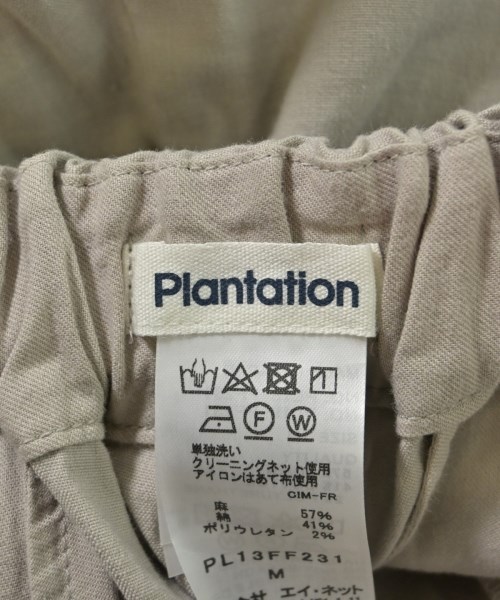 Plantation
F W
単独洗い
クリーニングネット使用
アイロンはあて布使用
CIM-FR
麻 57%
綿 41%
ポリウレタン 2%
PL13FF231
M
エイ・ネット